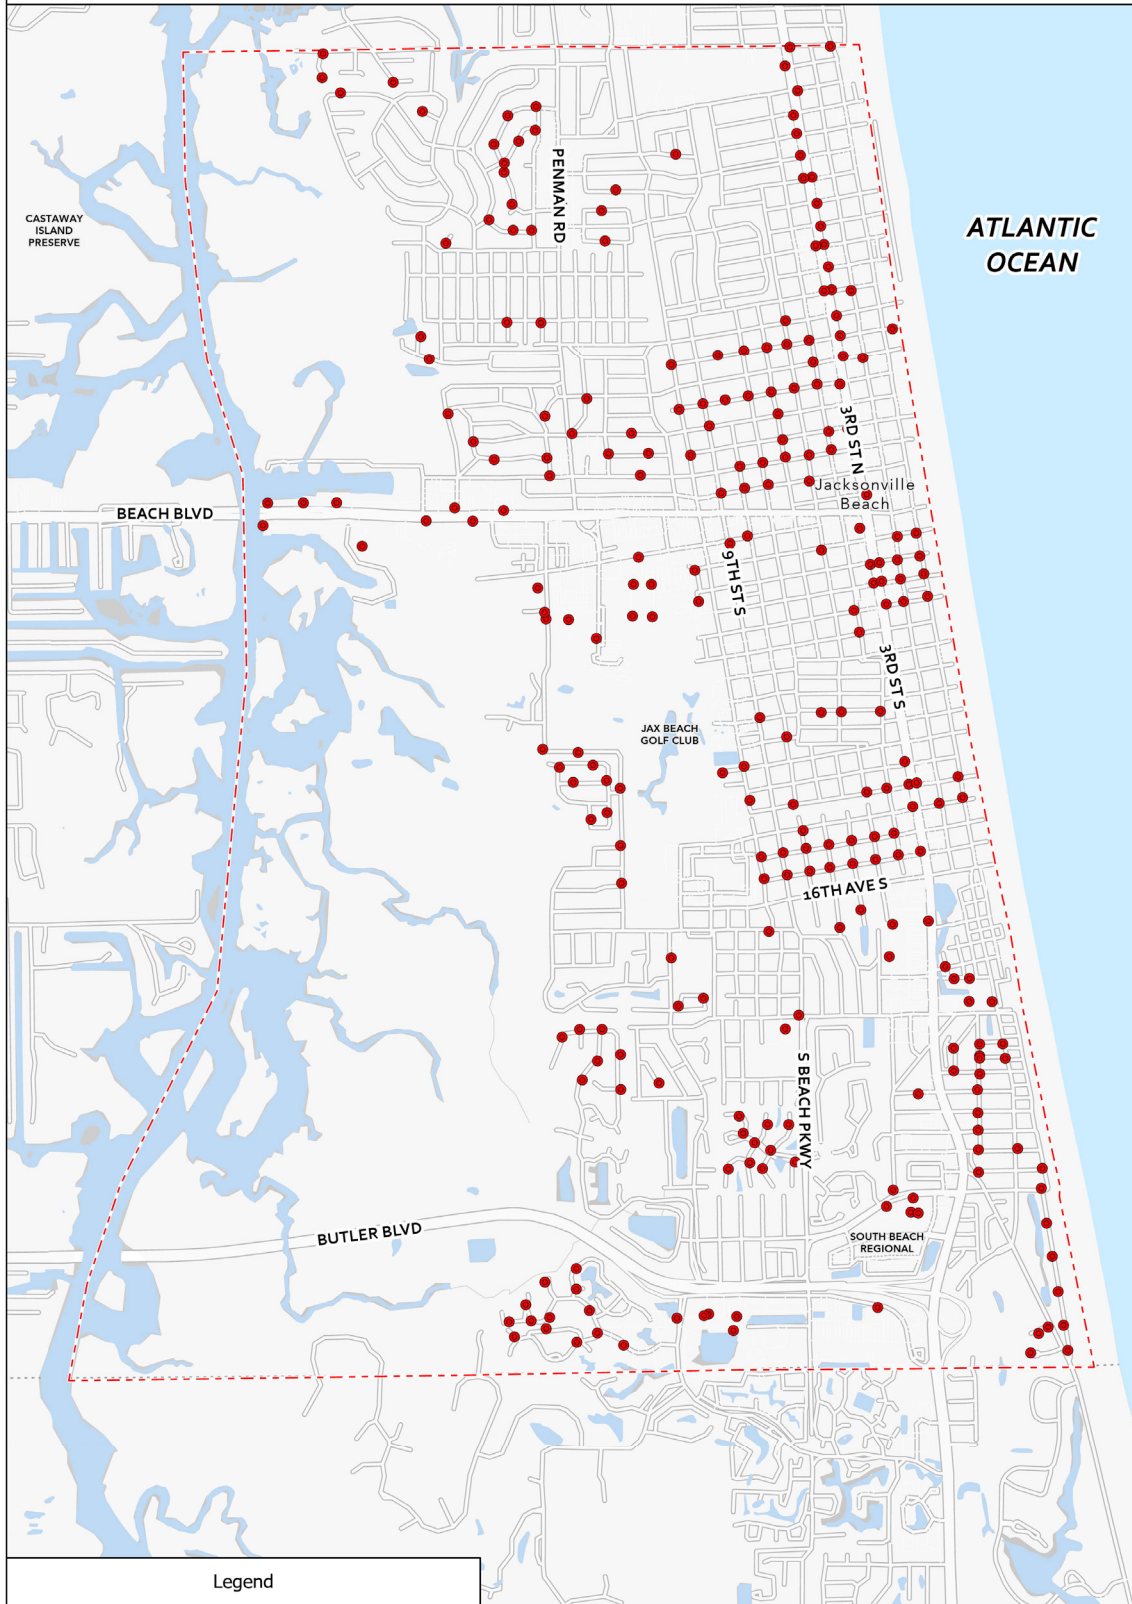 PENMAN RD
CASTAWAY
ISLAND
PRESERVE
ATLANTIC
OCEAN
3RD ST N
Jacksonville
Beach
BEACH BLVD
9TH ST S
3RD ST S
JAX BEACH
GOLF CLUB
16TH AVE S
S BEACH PKWY
BUTLER BLVD
SOUTH BEACH
REGIONAL
Legend